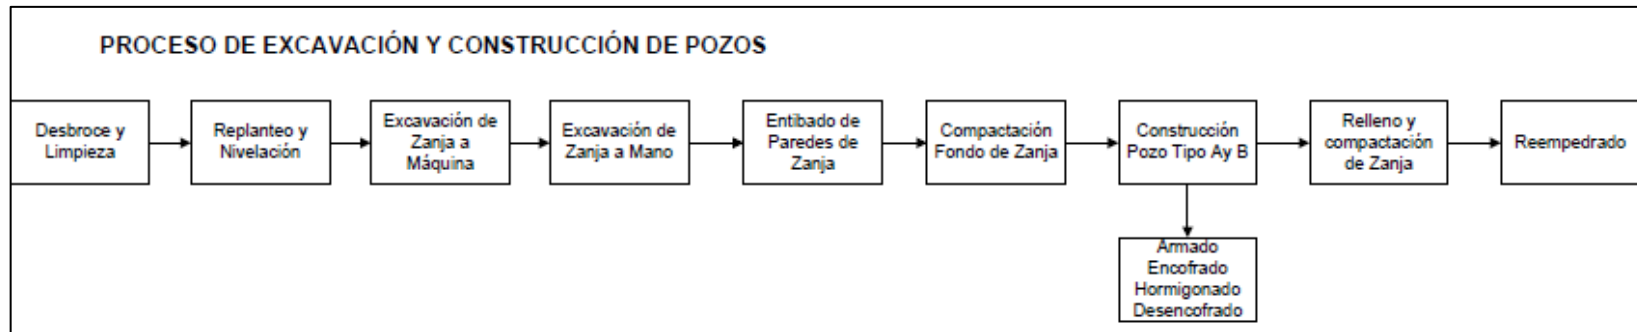 PROCESO DE EXCAVACIÓN Y CONSTRUCCIÓN DE POZOS
Desbroce y
Limpieza
Replanteo y
Nivelación
Excavación de
Zanja a
Máquina
Excavación de
Zanja a Mano
Entibado de
Paredes de
Zanja
Compactación
Fondo de Zanja
Construcción
Pozo Tipo Ay B
Relleno y
compactación
de Zanja
Reempedrado
Armado
Encofrado
Hormigonado
Desencofrado